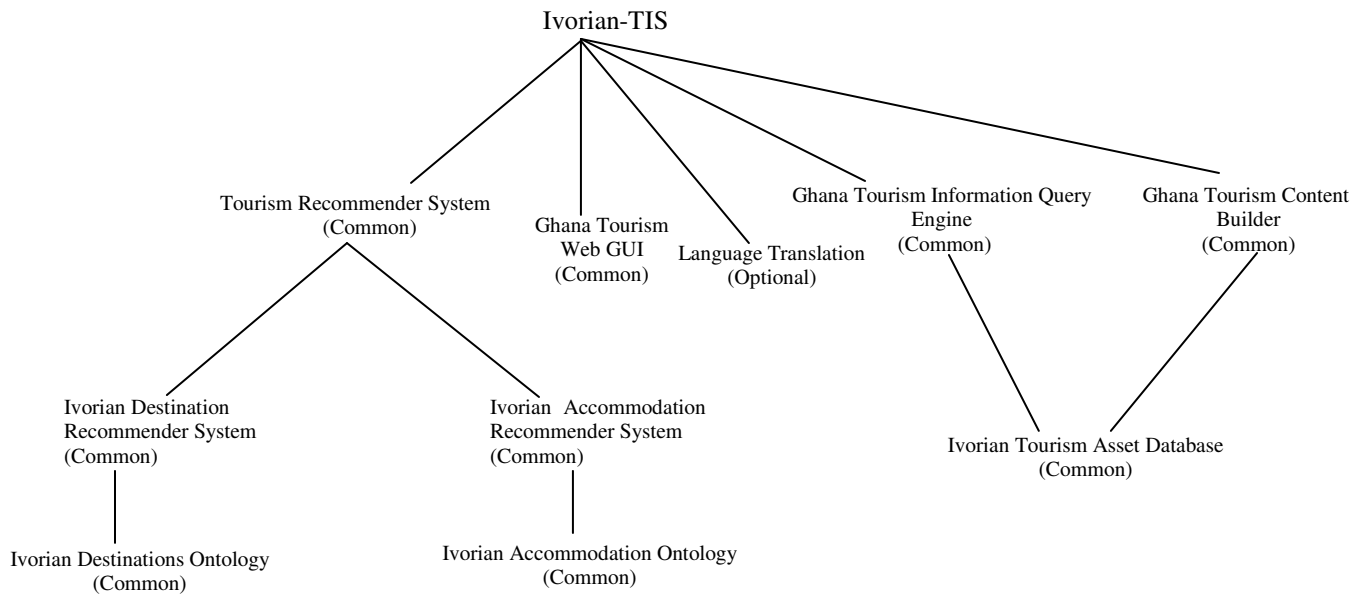 Ivorian-TIS
Tourism Recommender System
(Common)
Ghana Tourism
Web GUI
(Common)
Language Translation
(Optional)
Ghana Tourism Information Query
Engine
(Common)
Ghana Tourism Content
Builder
(Common)
Ivorian Destination
Recommender System
(Common)
Ivorian Accommodation
Recommender System
(Common)
Ivorian Tourism Asset Database
(Common)
Ivorian Destinations Ontology
(Common)
Ivorian Accommodation Ontology
(Common)